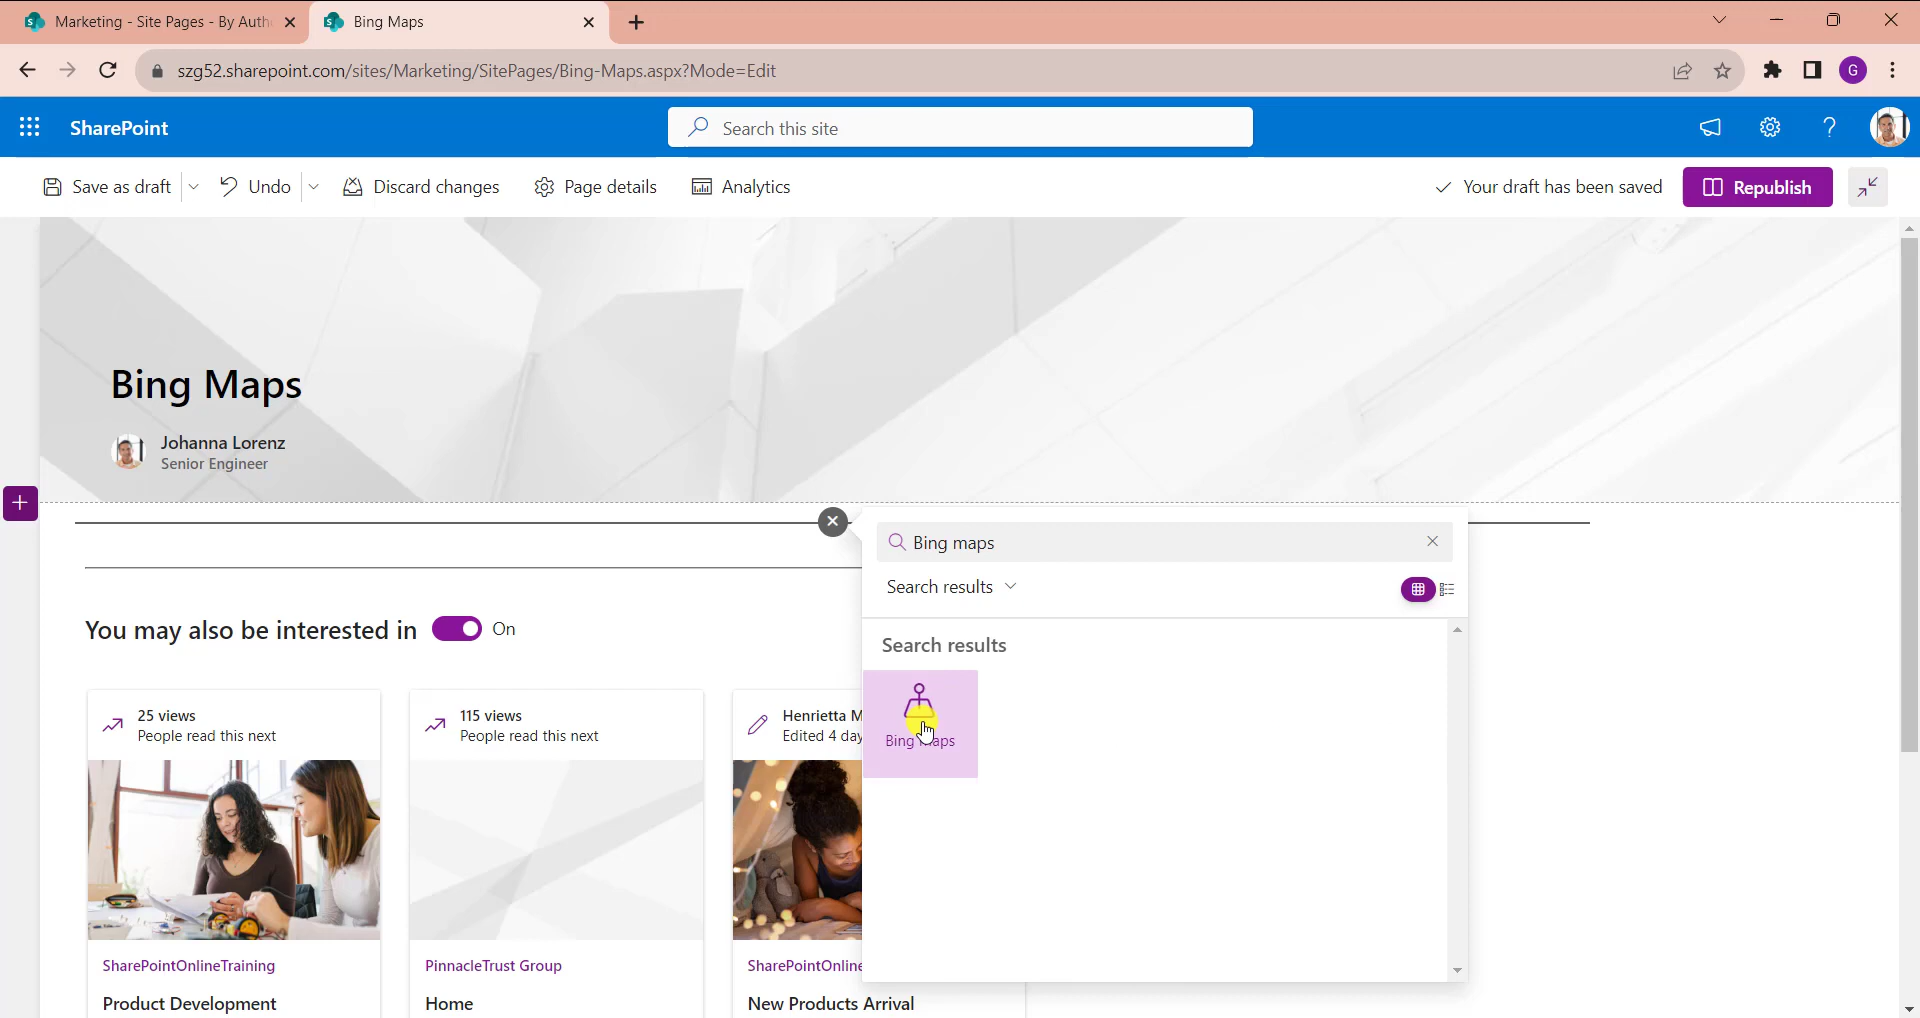 Marketing - Site Pages - By Auth
Bing Maps
szg52.sharepoint.com/sites/Marketing/SitePages/Bing-Maps.aspx?Mode=Edit
G
SharePoint
Search this site
Save as draft
Undo
Discard changes
Page details
Analytics
Your draft has been saved
Republish
Bing Maps
Johanna Lorenz
Senior Engineer
Bing maps
Search results
Search results
Bing Maps
You may also be interested in
On
25 views
People read this next
115 views
People read this next
Henrietta M
Edited 4 day
SharePointOnlineTraining
PinnacleTrust Group
SharePointOnline
Product Development
Home
New Products Arrival